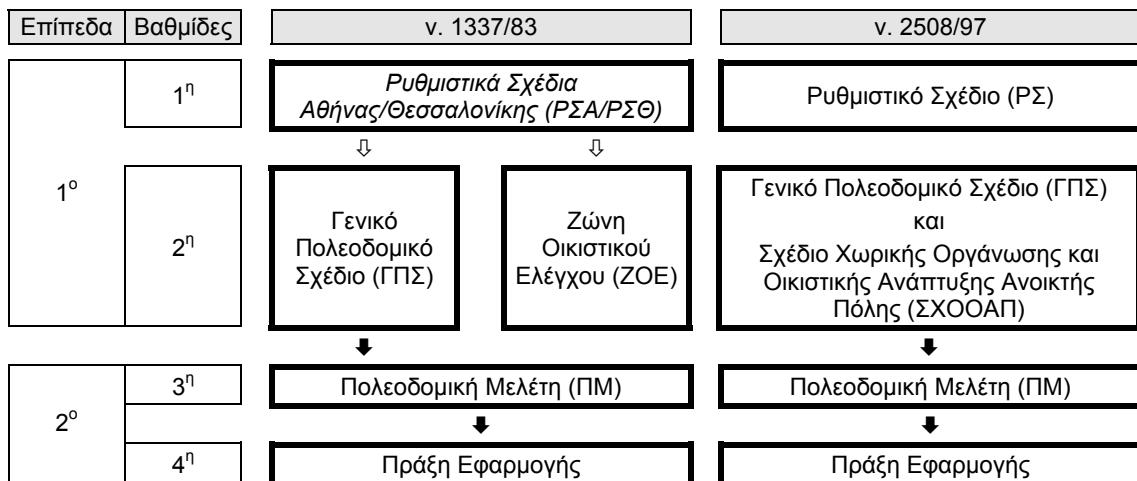 Επίπεδα Βαθμίδες ν. 1337/83 ν. 2508/97
1ο
1η
Ρυθμιστικά Σχέδια
Αθήνας/Θεσσαλονίκης (ΡΣΑ/ΡΣΘ)
Ρυθμιστικό Σχέδιο (ΡΣ)
2η
Γενικό
Πολεοδομικό
Σχέδιο (ΓΠΣ)
Ζώνη
Οικιστικού
Ελέγχου (ΖΟΕ)
Γενικό Πολεοδομικό Σχέδιο (ΓΠΣ)
και
Σχέδιο Χωρικής Οργάνωσης και
Οικιστικής Ανάπτυξης Ανοικτής
Πόλης (ΣΧΟΟΑΠ)
2ο
3η
Πολεοδομική Μελέτη (ΠΜ)
Πολεοδομική Μελέτη (ΠΜ)
4η
Πράξη Εφαρμογής
Πράξη Εφαρμογής